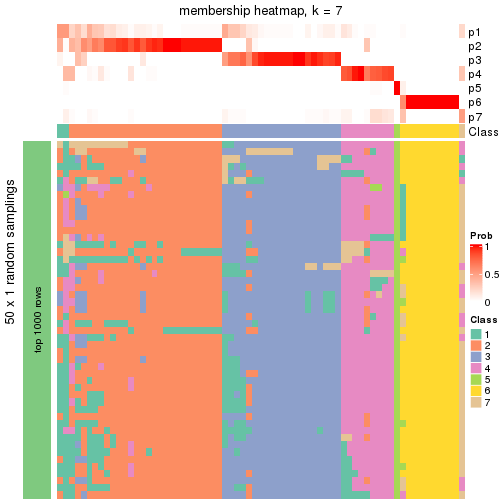 membership heatmap, k = 7
p1
p2
p3
p4
p5
p6
p7
Class
50 x 1 random samplings
top 1000 rows
Prob
1
0.5
0
Class
1
2
3
4
5
6
7